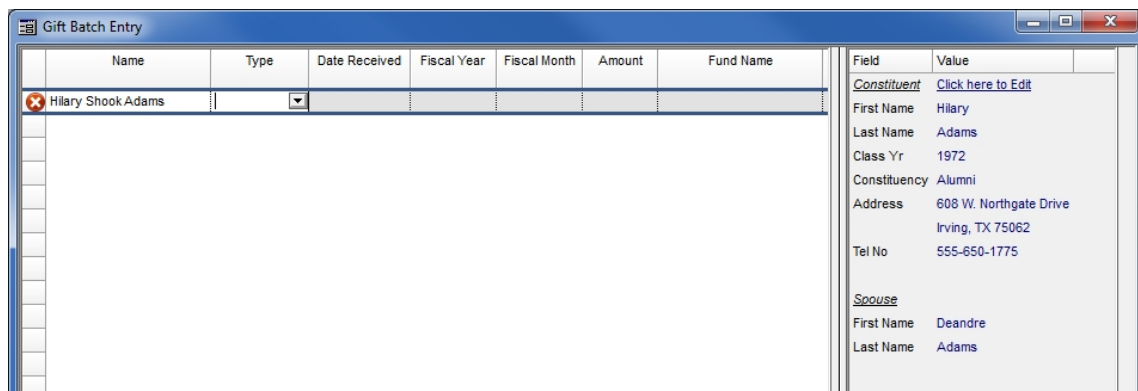 Gift Batch Entry
Name Type Date Received Fiscal Year Fiscal Month Amount Fund Name
Hilary Shook Adams
Field Value
Constituent Click here to Edit
First Name Hilary
Last Name Adams
Class Yr 1972
Constituency Alumni
Address 608 W. Northgate Drive
Irving, TX 75062
Tel No 555-650-1775
Spouse
First Name Deandre
Last Name Adams